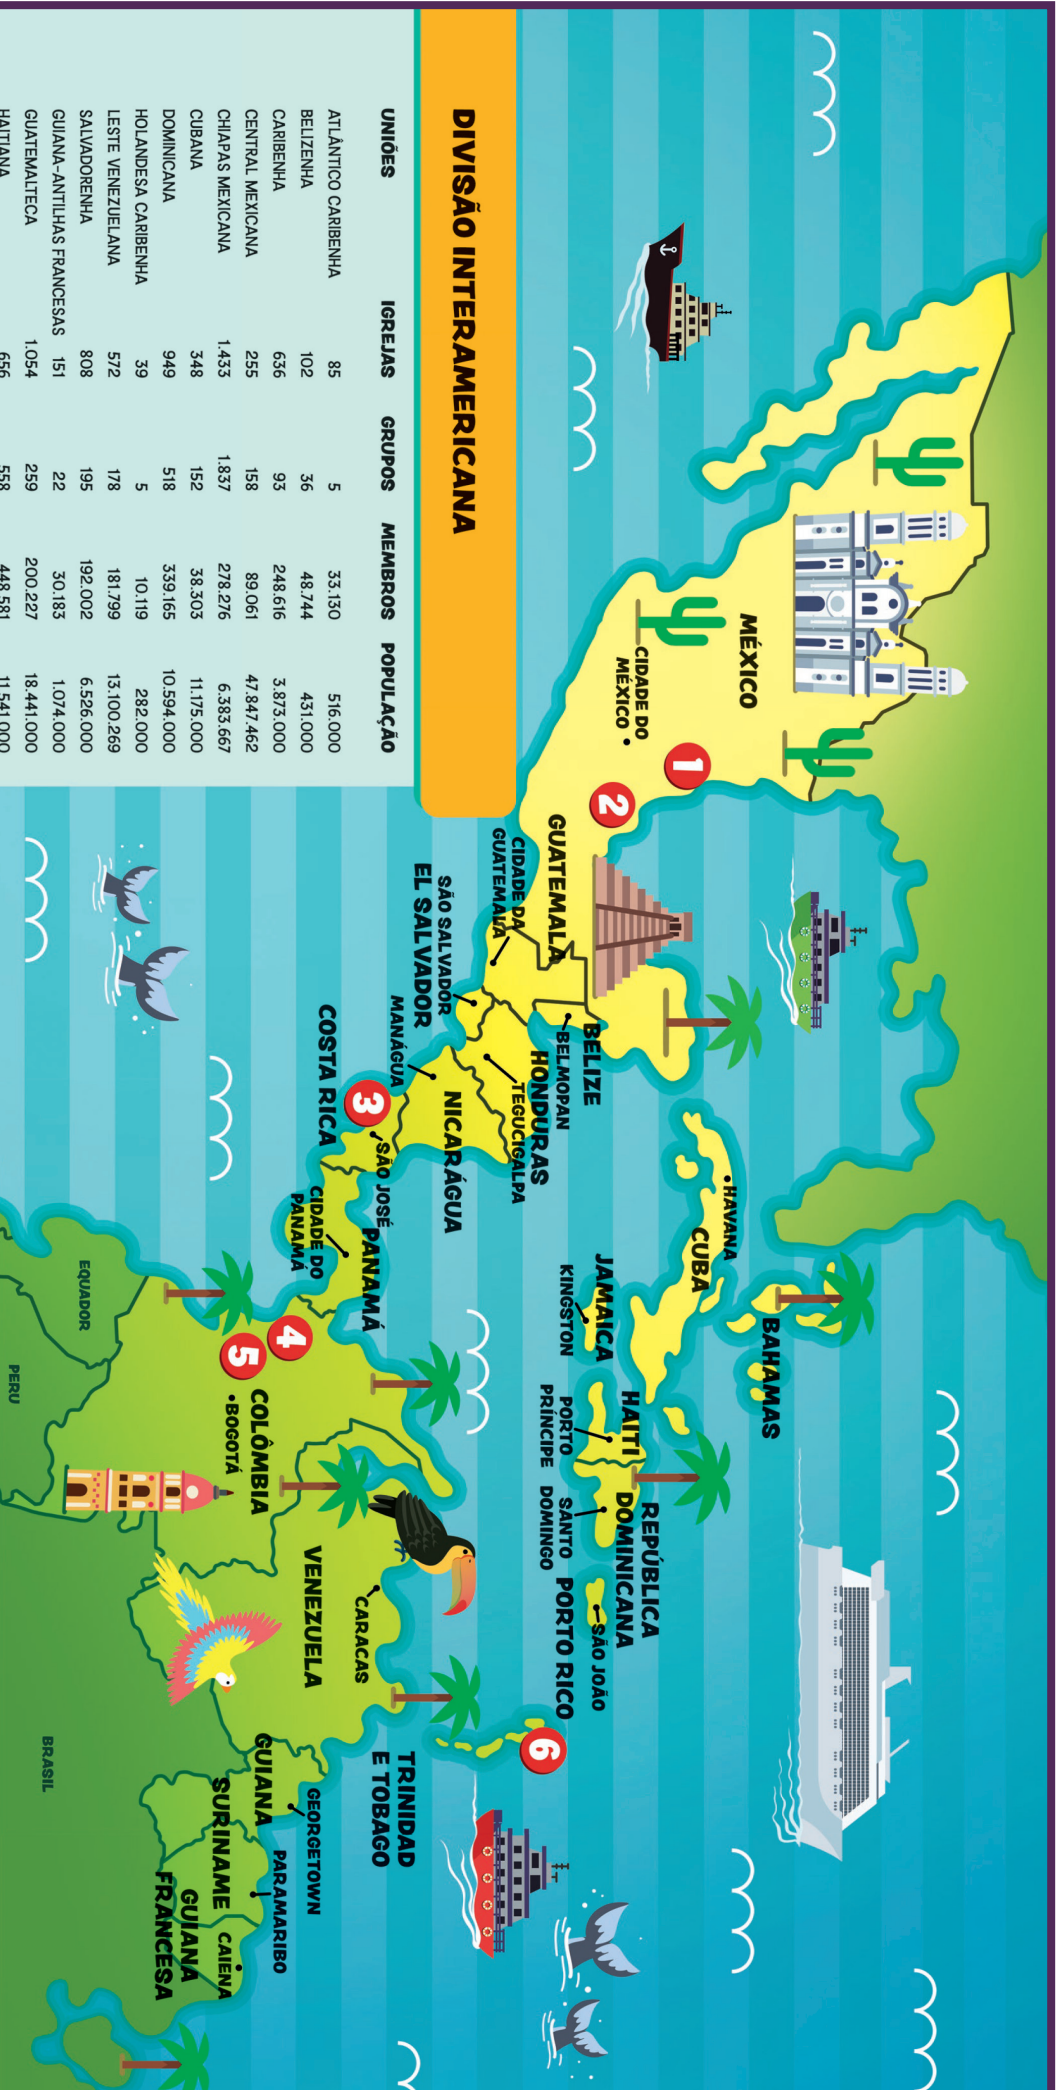 DIVISÃO INTERAMERICANA
UNIÕES IGREJAS GRUPOS MEMBROS POPULAÇÃO
ATLÂNTICO CARIBENHA 85 5 33.130 516.000
BELIZENHA 102 36 48.744 431.000
CARIBENHA 636 93 248.616 3.873.000
CENTRAL MEXICANA 255 158 89.061 47.847.462
CHIAPAS MEXICANA 1.433 1.837 278.276 6.383.667
CUBANA 348 152 38.303 11.175.000
DOMINICANA 949 518 339.165 10.594.000
HOLANDESA CARIBENHA 39 5 10.119 282.000
LESTE VENEZUELANA 572 178 181.799 13.100.269
SALVADORENHA 808 195 192.002 6.526.000
GUIANA-ANTILHAS FRANCESAS 151 22 30.183 1.074.000
GUATEMALTECA 1.054 259 200.227 18.441.000
HAITIANA 656 558 448.581 11.541.000
MÉXICO
CIDADE DO
MÉXICO
1
2
GUATEMALA
CIDADE DA
GUATEMALA
SÃO SALVADOR
EL SALVADOR
BELIZE
BELMOPAN
HONDURAS
TEGUCIGALPA
MANÁGUA
NICARÁGUA
COSTA RICA
3
SÃO JOSÉ
PANAMÁ
CIDADE DO
PANAMÁ
HAVANA
CUBA
BAHAMAS
JAMAICA
KINGSTON
HAITI
PORTO
PRÍNCIPE
REPÚBLICA
DOMINICANA
SANTO
DOMINGO
PORTO RICO
SÃO JOÃO
6
TRINIDAD
E TOBAGO
4
5
COLÔMBIA
BOGOTÁ
VENEZUELA
CARACAS
GUIANA
GEORGETOWN
SURINAME
PARAMARIBO
GUIANA
FRANCESA
CAIENA
EQUADOR
PERU
BRASIL